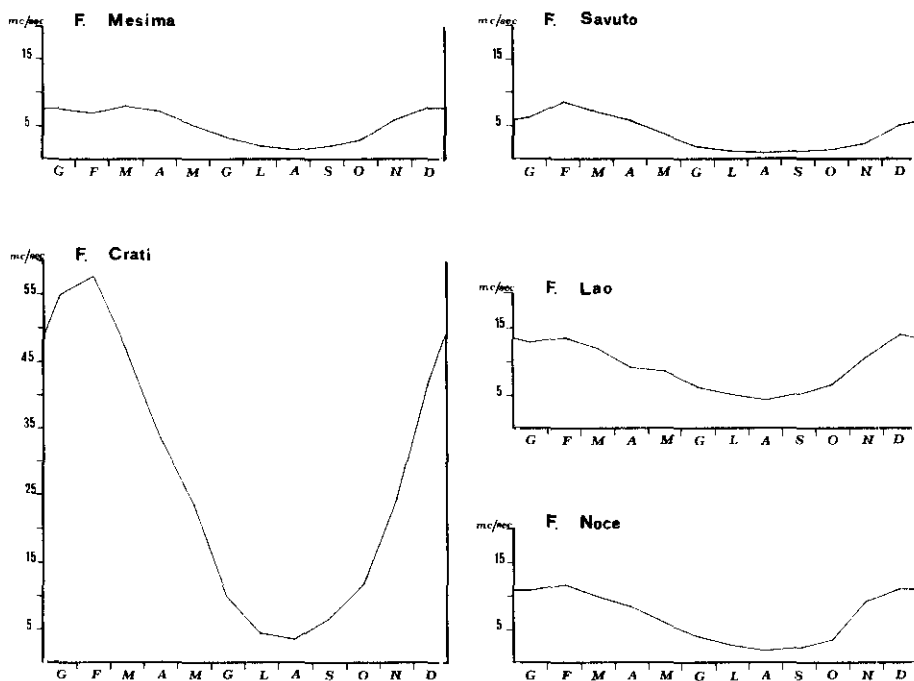 mc/sec F. Mesima
15
5
G F M A M G L A S O N D
mc/sec F. Savuto
15
5
G F M A M G L A S O N D
mc/sec F. Crati
55
45
35
25
15
5
G F M A M G L A S O N D
mc/sec F. Lao
15
5
G F M A M G L A S O N D
mc/sec F. Noce
15
5
G F M A M G L A S O N D